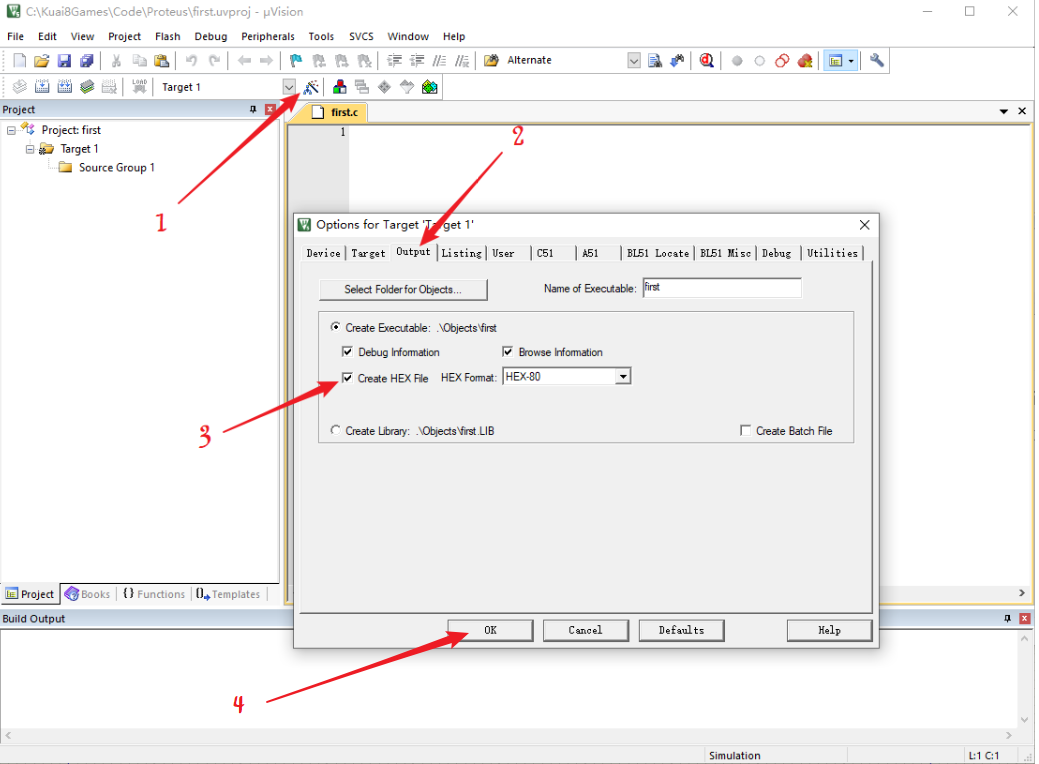 C:\Kuai8Games\Code\Proteus\first.uvproj - µVision
File Edit View Project Flash Debug Peripherals Tools SVCS Window Help
Alternate
LOAD Target 1
Project
first.c
Project: first
Target 1
Source Group 1
1
1
2
Options for Target 'Target 1'
Device Target Output Listing User C51 A51 BL51 Locate BL51 Misc Debug Utilities
Select Folder for Objects...
Name of Executable: first
Create Executable: .\Objects\first
Debug Information
Browse Information
Create HEX File HEX Format: HEX-80
3
Create Library: .\Objects\first.LIB
Create Batch File
Project Books {} Functions 0 Templates
Build Output
OK Cancel Defaults Help
4
Simulation L:1 C:1